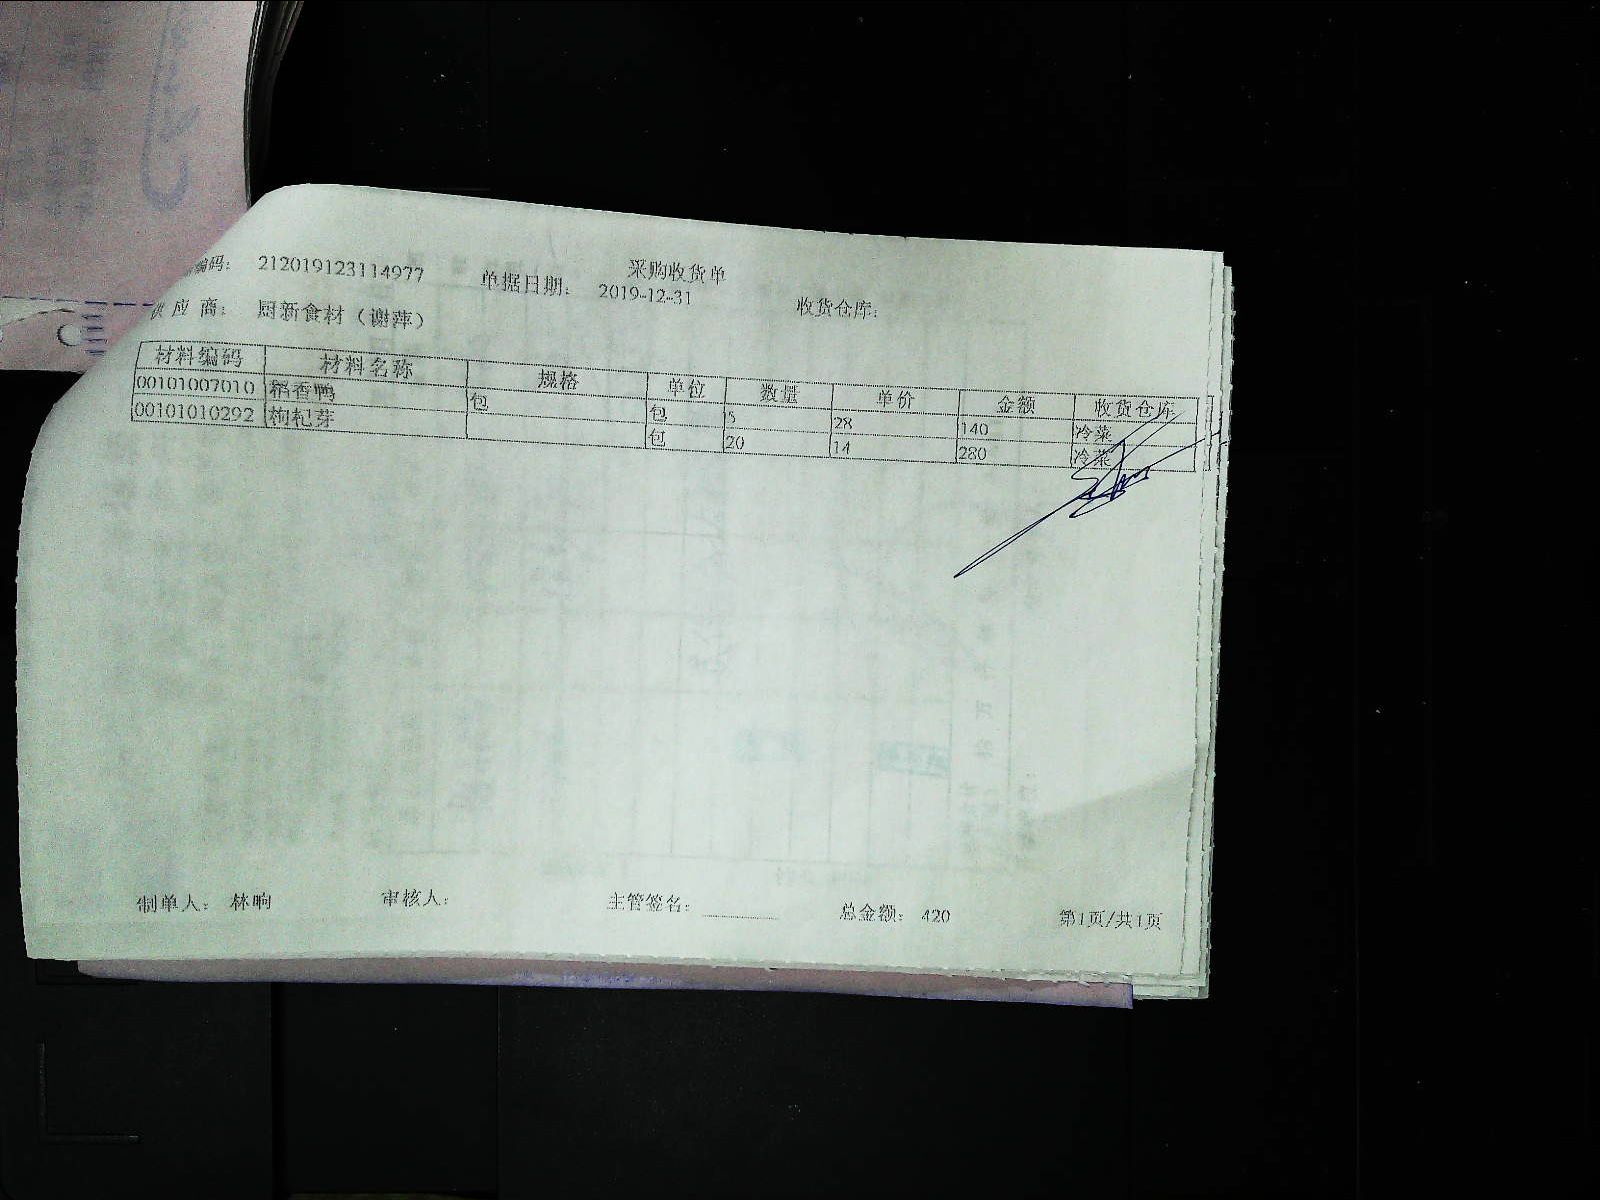 采购收货单
编码: 212019123114977 单据日期: 2019-12-31 收货仓库:
供应商: 厨新食材(谢萍)
材料编码 材料名称 规格 单位 数量 单价 金额 收货仓库
00101007010 稻香鸭 包 包 5 28 140 冷菜
00101010292 枸杞芽 包 20 14 280 冷菜
制单人: 林晌 审核人: 主管签名: 总金额: 420 第1页/共1页